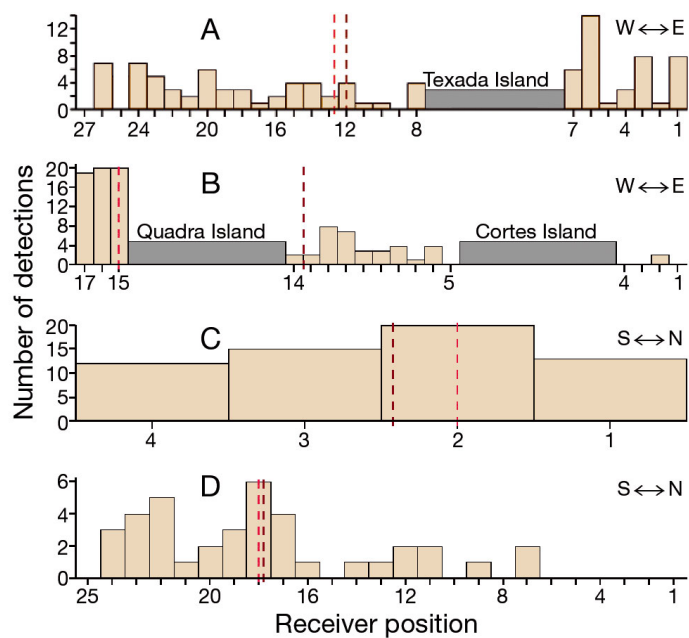 Number of detections
A
W ↔ E
12
8
4
0
Texada Island
27 24 20 16 12 8 7 4 1
B
W ↔ E
20
16
12
8
4
0
Quadra Island
Cortes Island
17 15 14 5 4 1
C
S ↔ N
20
15
10
5
0
4 3 2 1
D
S ↔ N
6
4
2
0
25 20 16 12 8 4 1
Receiver position